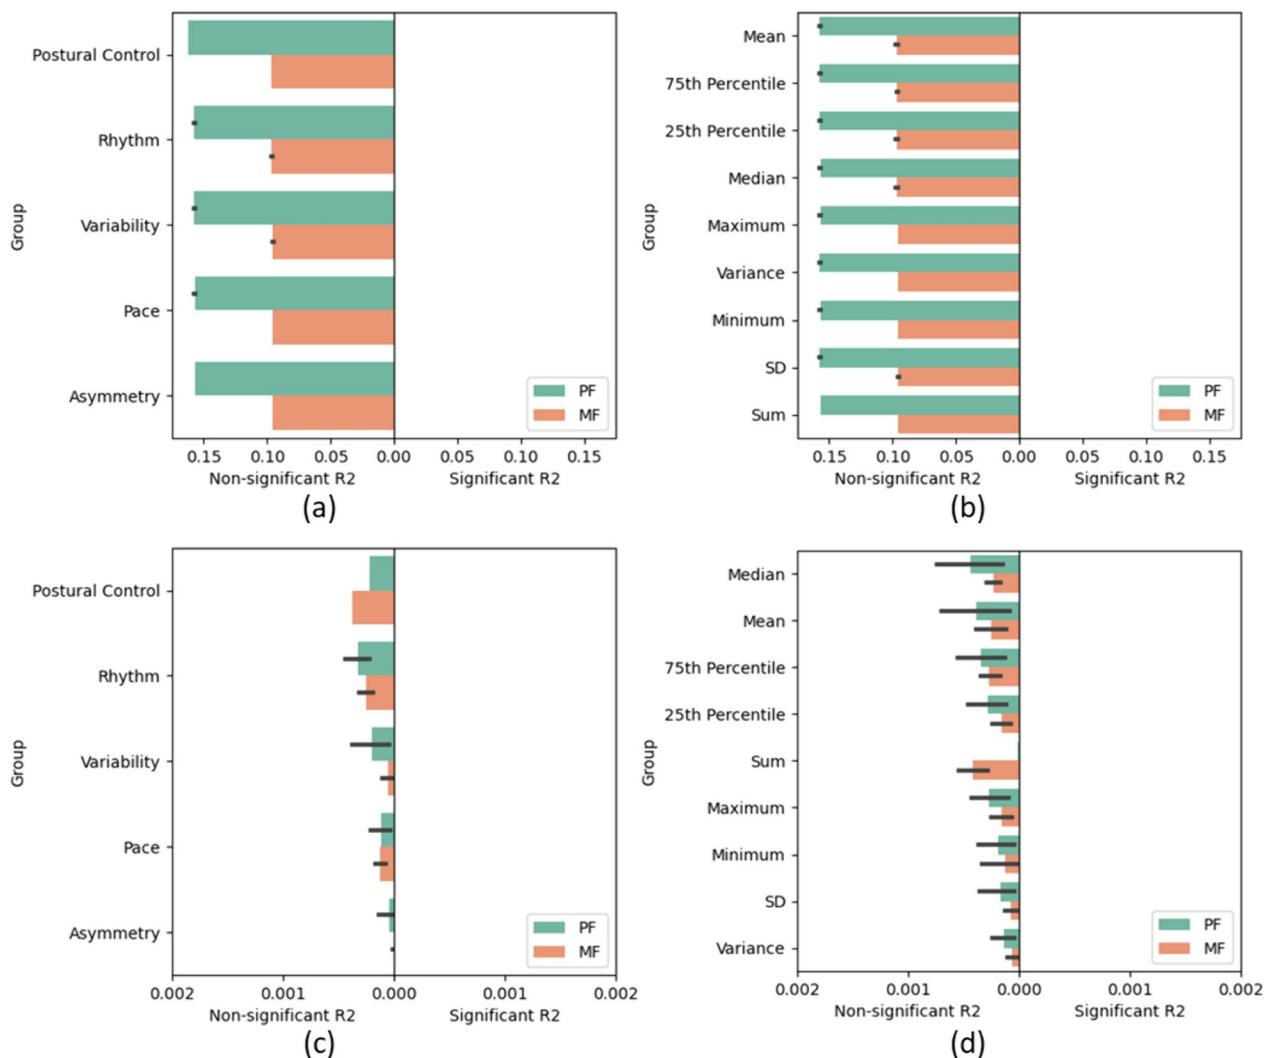 Postural Control
Rhythm
Variability
Pace
Asymmetry
Group
PF
MF
0.15 0.10 0.05 0.00 0.05 0.10 0.15
Non-significant R2 Significant R2
(a)
Mean
75th Percentile
25th Percentile
Median
Maximum
Variance
Minimum
SD
Sum
Group
PF
MF
0.15 0.10 0.05 0.00 0.05 0.10 0.15
Non-significant R2 Significant R2
(b)
Postural Control
Rhythm
Variability
Pace
Asymmetry
Group
PF
MF
0.002 0.001 0.000 0.001 0.002
Non-significant R2 Significant R2
(c)
Median
Mean
75th Percentile
25th Percentile
Sum
Maximum
Minimum
SD
Variance
Group
PF
MF
0.002 0.001 0.000 0.001 0.002
Non-significant R2 Significant R2
(d)